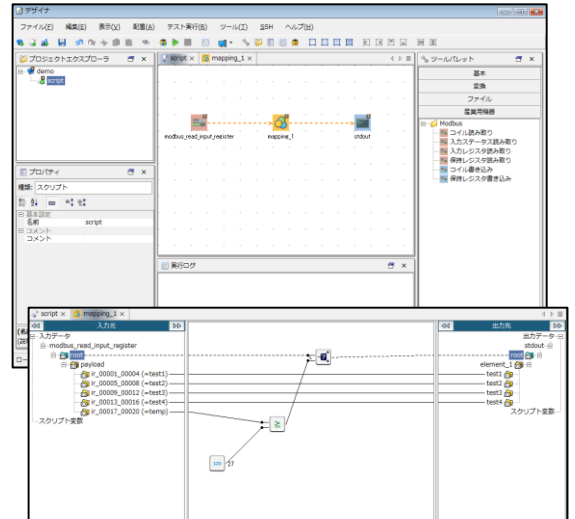 デザイナ
ファイル(F) 編集(E) 表示(V) 配置(A) テスト実行(R) ツール(T) SSH ヘルプ(H)
プロジェクトエクスプローラ
demo
script
script mapping_1
modbus_read_input_register mapping_1 stdout
ツールパレット
基本
変換
ファイル
産業用機器
Modbus
コイル読み取り
入力ステータス読み取り
入力レジスタ読み取り
保持レジスタ読み取り
コイル書き込み
保持レジスタ書き込み
プロパティ
種類: スクリプト
基本設定
名前 script
コメント
コメント
実行ログ
script mapping_1
入力元 出力先
入力データ 出力データ
modbus_read_input_register stdout
root root
payload element_1
ir_00001_00004 (=test1) test1
ir_00005_00008 (=test2) test2
ir_00009_00012 (=test3) test3
ir_00013_00016 (=test4) test4
ir_00017_00020 (=temp) スクリプト変数
スクリプト変数
≥
123 27